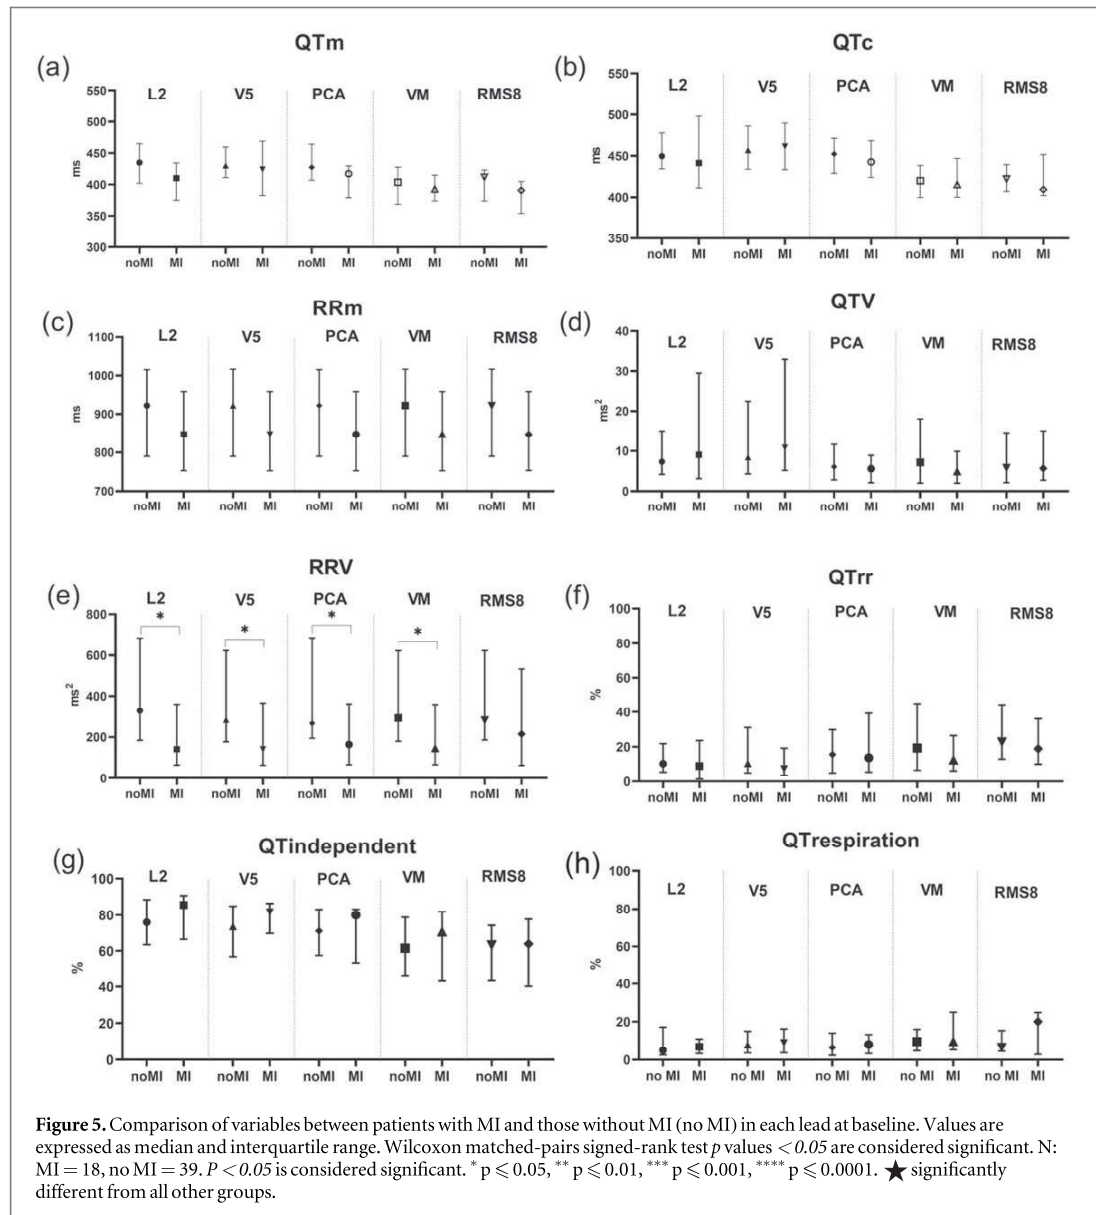 QTm
(a)
L2 V5 PCA VM RMS8
550
500
450
400
350
300
ms
noMI MI noMI MI noMI MI noMI MI noMI MI
QTc
(b)
L2 V5 PCA VM RMS8
550
500
450
400
350
ms
noMI MI noMI MI noMI MI noMI MI noMI MI
RRm
(c)
L2 V5 PCA VM RMS8
1100
1000
900
800
700
ms
noMI MI noMI MI noMI MI noMI MI noMI MI
QTV
(d)
L2 V5 PCA VM RMS8
40
30
20
10
0
ms²
noMI MI noMI MI noMI MI noMI MI noMI MI
RRV
(e)
L2 V5 PCA VM RMS8
* * * *
800
600
400
200
0
ms²
noMI MI noMI MI noMI MI noMI MI noMI MI
QTrr
(f)
L2 V5 PCA VM RMS8
100
80
60
40
20
0
%
noMI MI noMI MI noMI MI noMI MI noMI MI
QTindependent
(g)
L2 V5 PCA VM RMS8
100
80
60
40
20
0
%
noMI MI noMI MI noMI MI noMI MI noMI MI
QTrespiration
(h)
L2 V5 PCA VM RMS8
100
80
60
40
20
0
%
no MI MI no MI MI no MI MI no MI MI no MI MI
Figure 5. Comparison of variables between patients with MI and those without MI (no MI) in each lead at baseline. Values are
expressed as median and interquartile range. Wilcoxon matched-pairs signed-rank test p values < 0.05 are considered significant. N:
MI = 18, no MI = 39. P < 0.05 is considered significant. * p ⩽ 0.05, ** p ⩽ 0.01, *** p ⩽ 0.001, **** p ⩽ 0.0001. ★ significantly
different from all other groups.